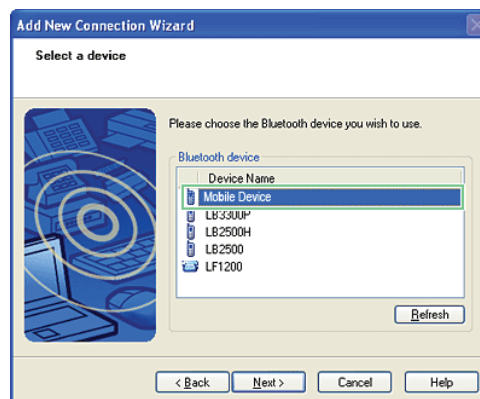 Add New Connection Wizard
Select a device
Please choose the Bluetooth device you wish to use.
Bluetooth device
Device Name
Mobile Device
LB3300P
LB2500H
LB2500
LF1200
Refresh
< Back Next > Cancel Help